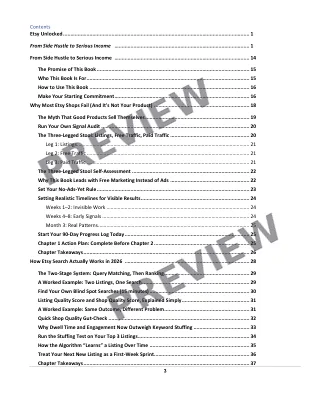 Contents
Etsy Unlocked 1
From Side Hustle to Serious Income 1
From Side Hustle to Serious Income 14
The Promise of This Book 15
Who This Book Is For 15
How to Use This Book 16
Make Your Starting Commitment 16
Why Most Etsy Shops Fail (And It's Not Your Product) 18
The Myth That Good Products Sell Themselves 19
Run Your Own Signal Audit 20
The Three-Legged Stool: Listings, Free Traffic, Paid Traffic 20
Leg 1: Listings 21
Leg 2: Free Traffic 21
Leg 3: Paid Traffic 21
The Three-Legged Stool Self-Assessment 22
Why This Book Leads with Free Marketing Instead of Ads 22
Set Your No-Ads-Yet Rule 23
Setting Realistic Timelines for Visible Results 24
Weeks 1–2: Invisible Work 24
Weeks 4–8: Early Signals 24
Month 3: Real Patterns
Start Your 90-Day Progress Log Today 25
Chapter 1 Action Plan: Complete Before Chapter 2
Chapter Takeaways 26
How Etsy Search Actually Works in 2026 28
The Two-Stage System: Query Matching, Then Ranking 29
A Worked Example: Two Listings, One Search 29
Find Your Own Blind Spot Searches (15 minutes) 30
Listing Quality Score and Shop Quality Score, Explained Simply 31
A Worked Example: Same Outcome, Different Problem 31
Quick Shop Quality Gut-Check 32
Why Dwell Time and Engagement Now Outweigh Keyword Stuffing 33
Run the Stuffing Test on Your Top 3 Listings 34
How the Algorithm "Learns" a Listing Over Time 35
Treat Your Next New Listing as a First-Week Sprint 36
Chapter Takeaways 37
3
PREVIEW
PREVIEW